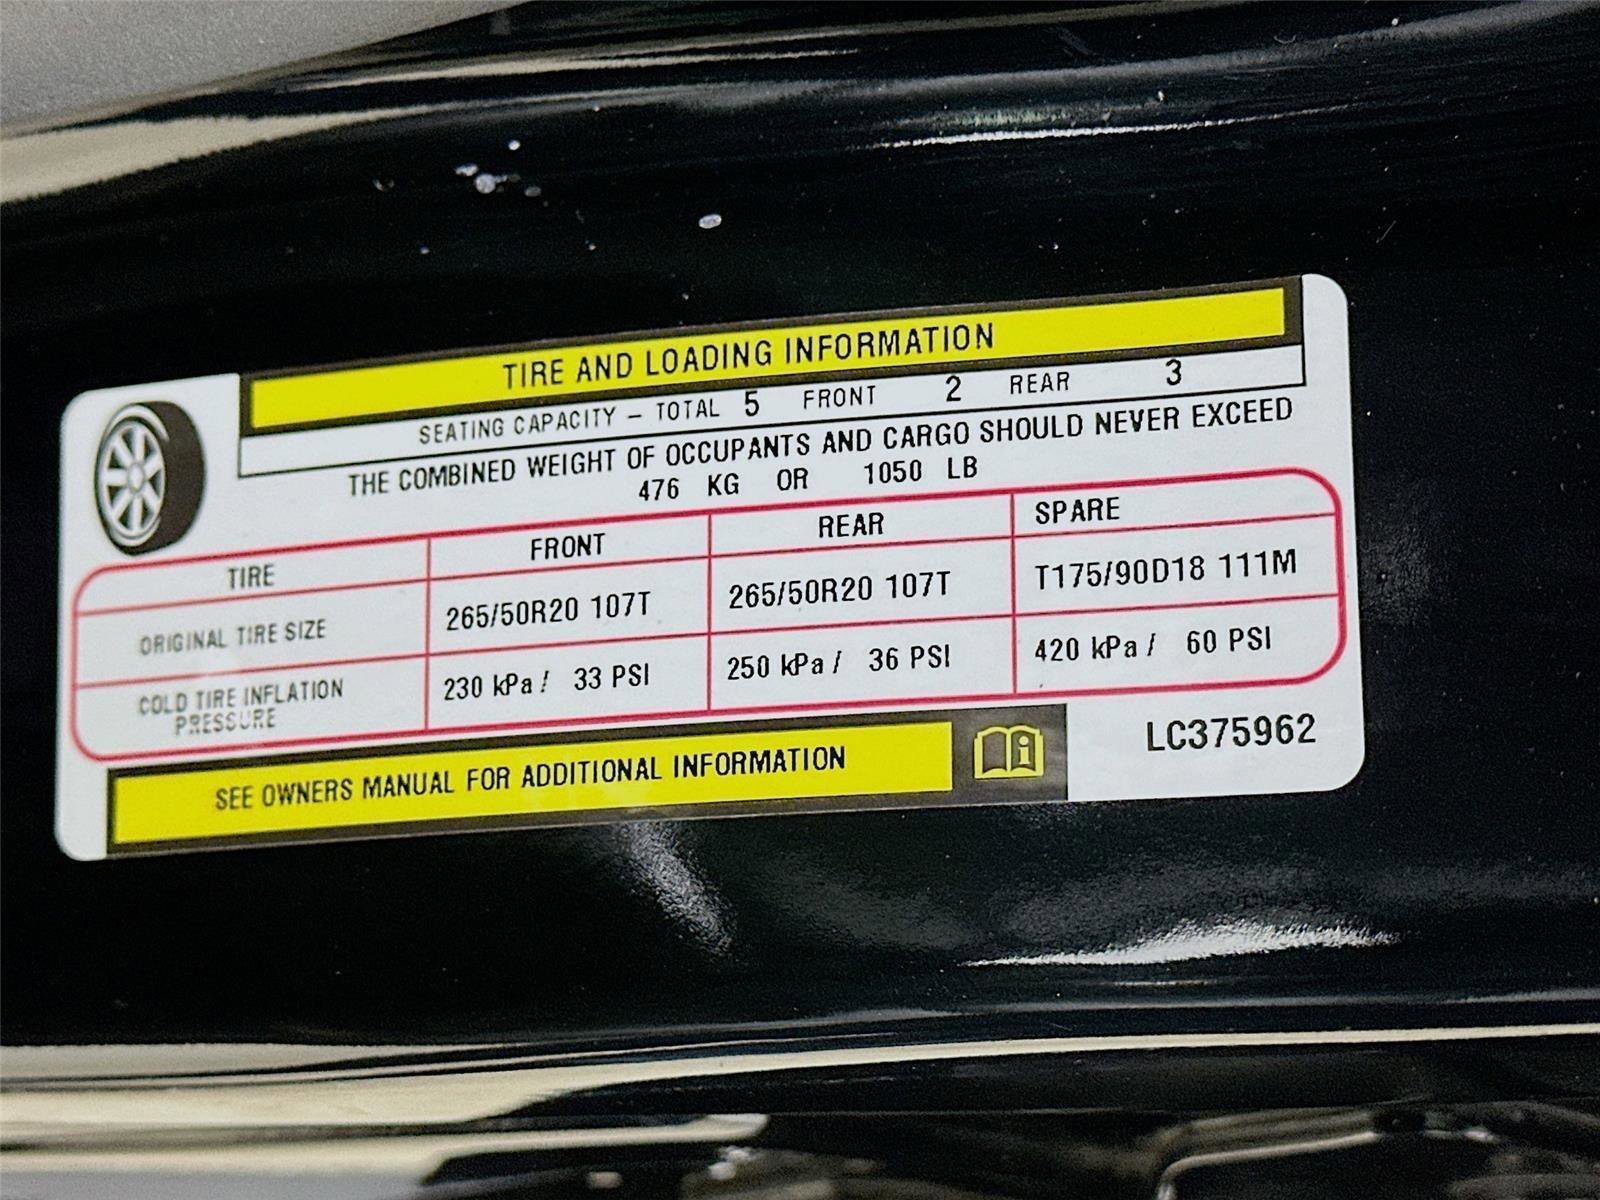 TIRE AND LOADING INFORMATION
SEATING CAPACITY – TOTAL 5 FRONT 2 REAR 3
THE COMBINED WEIGHT OF OCCUPANTS AND CARGO SHOULD NEVER EXCEED
476 KG OR 1050 LB
TIRE FRONT REAR SPARE
ORIGINAL TIRE SIZE 265/50R20 107T 265/50R20 107T T175/90D18 111M
COLD TIRE INFLATION PRESSURE 230 kPa / 33 PSI 250 kPa / 36 PSI 420 kPa / 60 PSI
SEE OWNERS MANUAL FOR ADDITIONAL INFORMATION
LC375962